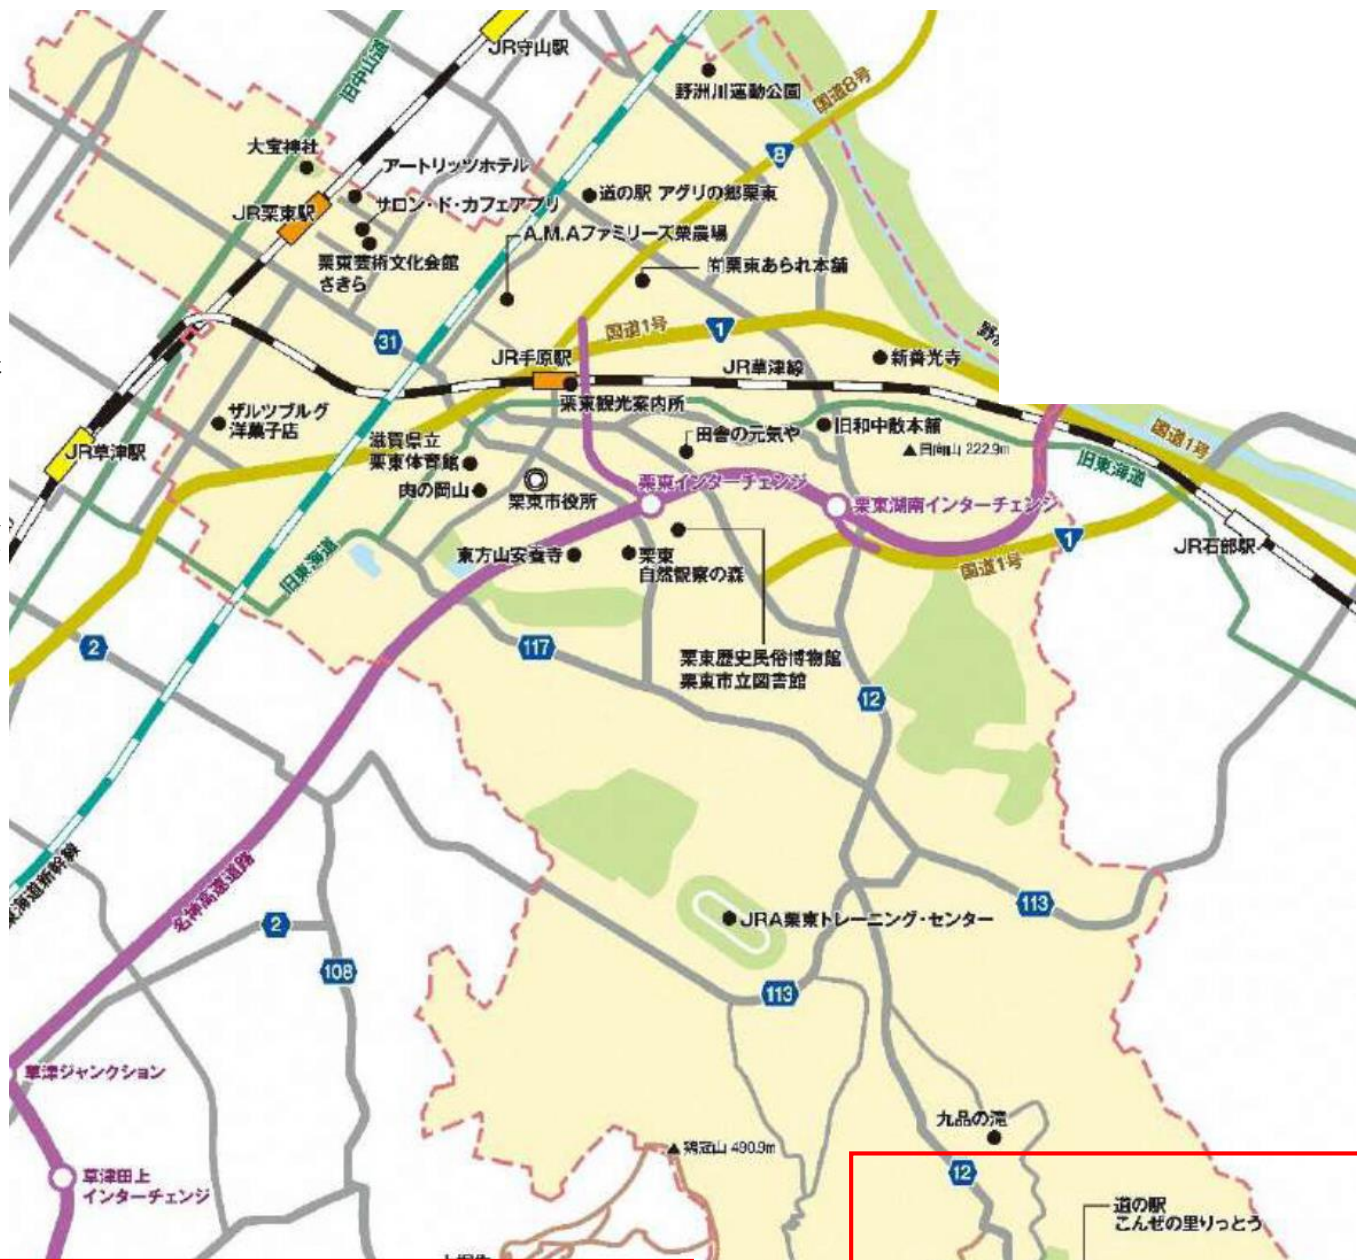 JR守山駅
旧中山道
野洲川運動公園
国道8号
8
大宝神社
アートリッツホテル
道の駅 アグリの郷栗東
JR栗東駅
サロン・ド・カフェアプリ
A.M.Aファミリーズ榮農場
栗東芸術文化会館
さきら
㈲栗東あられ本舗
31
国道1号
1
JR手原駅
JR草津線
新善光寺
栗東観光案内所
ザルツブルグ
洋菓子店
滋賀県立
栗東体育館
田舎の元気や
旧和中散本舗
JR草津駅
国道1号
旧東海道
肉の岡山
栗東市役所
栗東インターチェンジ
栗東湖南インターチェンジ
1
JR石部駅
旧東海道
東方山安養寺
栗東
自然観察の森
国道1号
2
117
栗東歴史民俗博物館
栗東市立図書館
12
海道新幹線
名神高速道路
2
108
JRA栗東トレーニング・センター
113
113
草津ジャンクション
九品の滝
▲鶏冠山 490.9m
12
草津田上
インターチェンジ
道の駅
こんぜの里りっとう